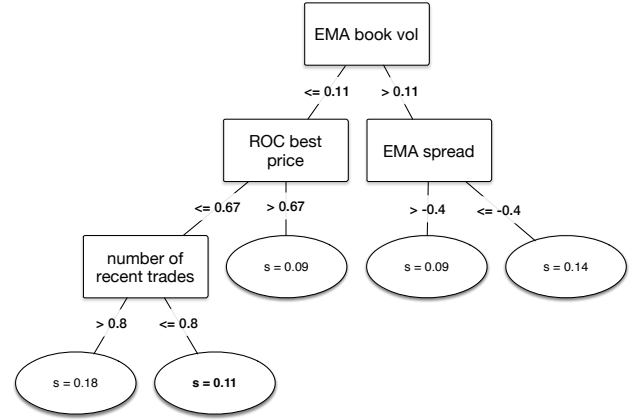 EMA book vol
<= 0.11
> 0.11
ROC best
price
EMA spread
<= 0.67
> 0.67
> -0.4
<= -0.4
number of
recent trades
s = 0.09
s = 0.09
s = 0.14
> 0.8
<= 0.8
s = 0.18
s = 0.11